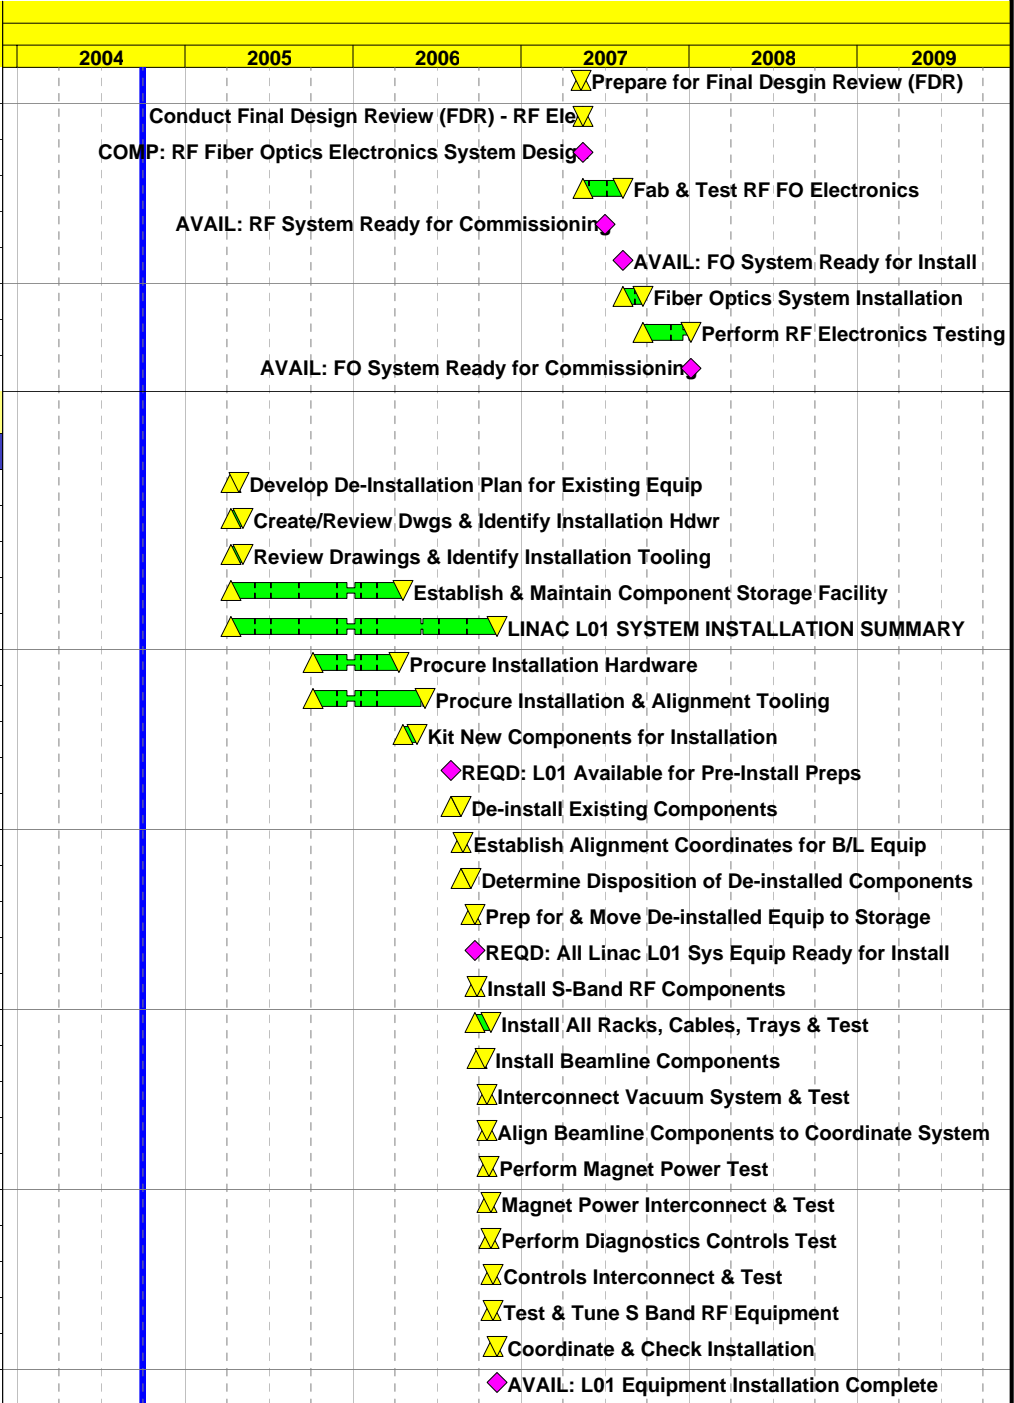 2004 2005 2006 2007 2008 2009
Prepare for Final Desgin Review (FDR)
Conduct Final Design Review (FDR) - RF Ele
COMP: RF Fiber Optics Electronics System Desig
Fab & Test RF FO Electronics
AVAIL: RF System Ready for Commissioning
AVAIL: FO System Ready for Install
Fiber Optics System Installation
Perform RF Electronics Testing
AVAIL: FO System Ready for Commissioning
Develop De-Installation Plan for Existing Equip
Create/Review Dwgs & Identify Installation Hdwr
Review Drawings & Identify Installation Tooling
Establish & Maintain Component Storage Facility
LINAC L01 SYSTEM INSTALLATION SUMMARY
Procure Installation Hardware
Procure Installation & Alignment Tooling
Kit New Components for Installation
REQD: L01 Available for Pre-Install Preps
De-install Existing Components
Establish Alignment Coordinates for B/L Equip
Determine Disposition of De-installed Components
Prep for & Move De-installed Equip to Storage
REQD: All Linac L01 Sys Equip Ready for Install
Install S-Band RF Components
Install All Racks, Cables, Trays & Test
Install Beamline Components
Interconnect Vacuum System & Test
Align Beamline Components to Coordinate System
Perform Magnet Power Test
Magnet Power Interconnect & Test
Perform Diagnostics Controls Test
Controls Interconnect & Test
Test & Tune S Band RF Equipment
Coordinate & Check Installation
AVAIL: L01 Equipment Installation Complete